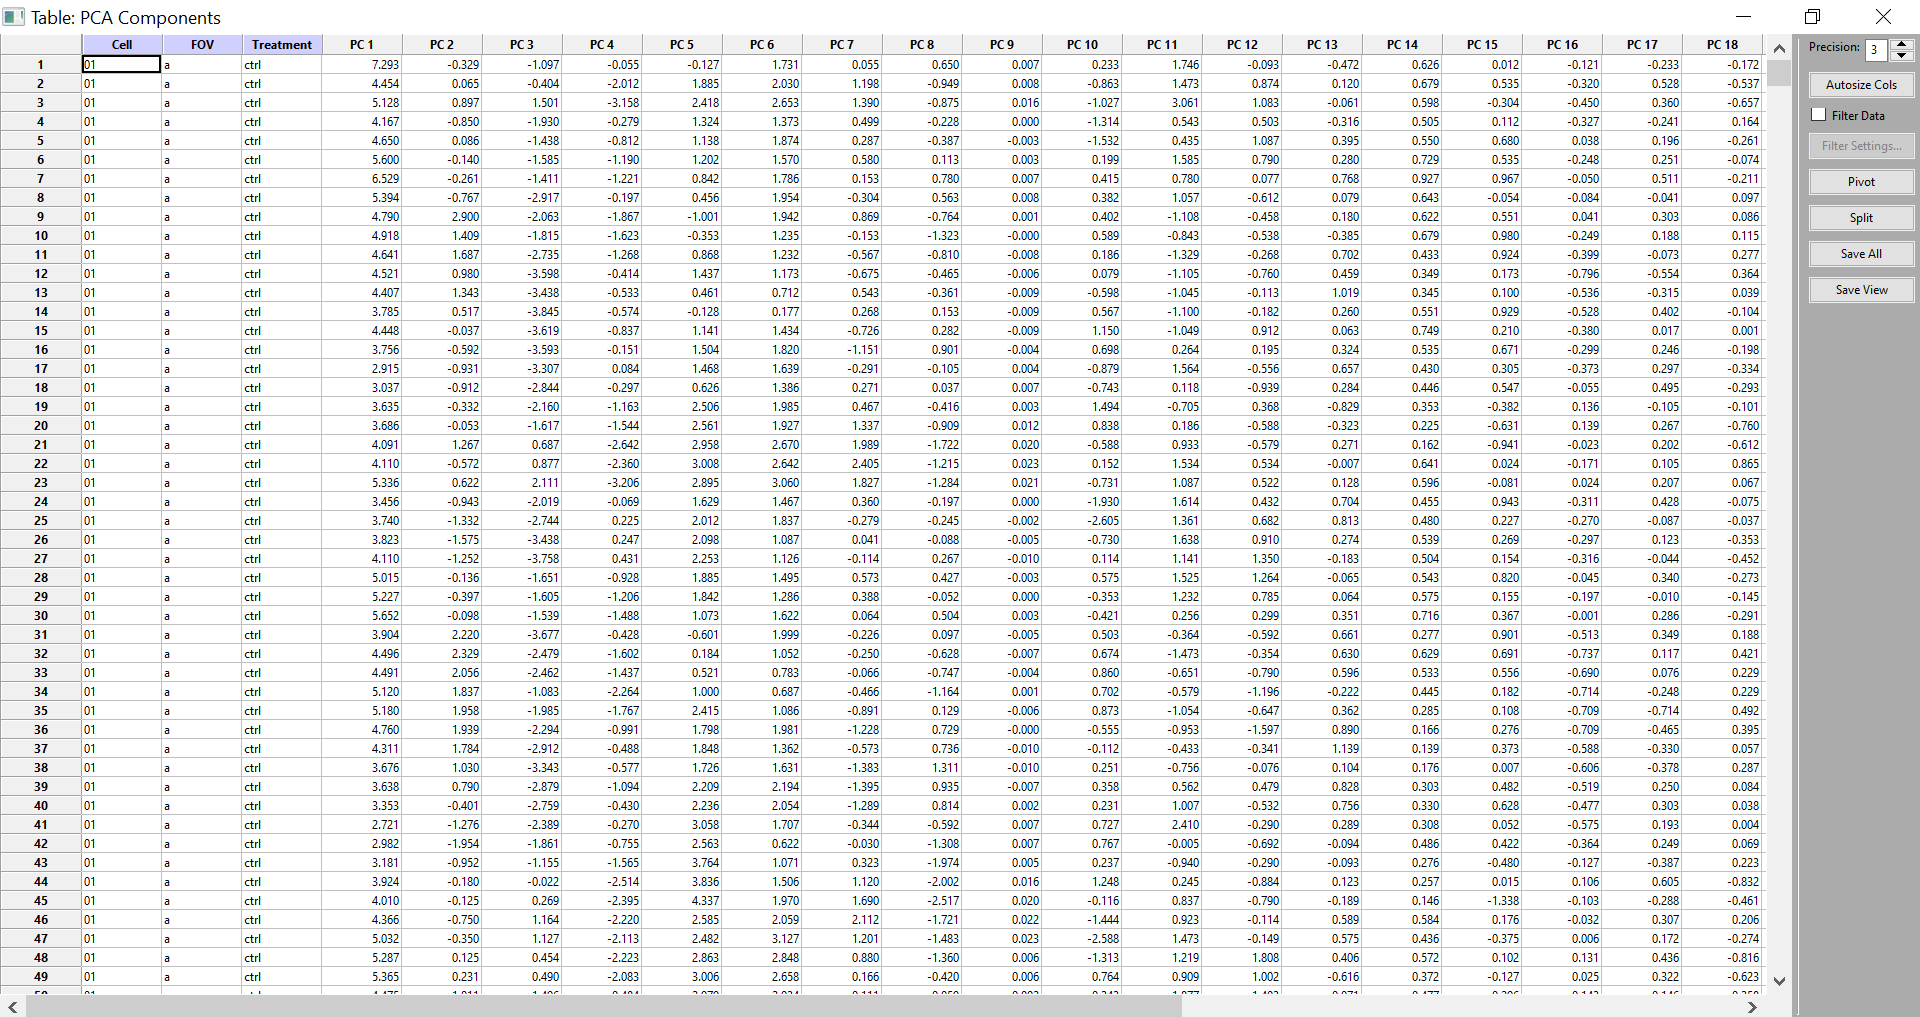 Table: PCA Components
Cell FOV Treatment PC 1 PC 2 PC 3 PC 4 PC 5 PC 6 PC 7 PC 8 PC 9 PC 10 PC 11 PC 12 PC 13 PC 14 PC 15 PC 16 PC 17 PC 18
1 01 a ctrl 7.293 -0.329 -1.097 -0.055 -0.127 1.731 0.055 0.650 0.007 0.233 1.746 -0.093 -0.472 0.626 0.012 -0.121 -0.233 -0.172
2 01 a ctrl 4.454 0.065 -0.404 -2.012 1.885 2.030 1.198 -0.949 0.008 -0.863 1.473 0.874 0.120 0.679 0.535 -0.320 0.528 -0.537
3 01 a ctrl 5.128 0.897 1.501 -3.158 2.418 2.653 1.390 -0.875 0.016 -1.027 3.061 1.083 -0.061 0.598 -0.304 -0.450 0.360 -0.657
4 01 a ctrl 4.167 -0.850 -1.930 -0.279 1.324 1.373 0.499 -0.228 0.000 -1.314 0.543 0.503 -0.316 0.505 0.112 -0.327 -0.241 0.164
5 01 a ctrl 4.650 0.086 -1.438 -0.812 1.138 1.874 0.287 -0.387 -0.003 -1.532 0.435 1.087 0.395 0.550 0.680 0.038 0.196 -0.261
6 01 a ctrl 5.600 -0.140 -1.585 -1.190 1.202 1.570 0.580 0.113 0.003 0.199 1.585 0.790 0.280 0.729 0.535 -0.248 0.251 -0.074
7 01 a ctrl 6.529 -0.261 -1.411 -1.221 0.842 1.786 0.153 0.780 0.007 0.415 0.780 0.077 0.768 0.927 0.967 -0.050 0.511 -0.211
8 01 a ctrl 5.394 -0.767 -2.917 -0.197 0.456 1.954 -0.304 0.563 0.008 0.382 1.057 -0.612 0.079 0.643 -0.054 -0.084 -0.041 0.097
9 01 a ctrl 4.790 2.900 -2.063 -1.867 -1.001 1.942 0.869 -0.764 0.001 0.402 -1.108 -0.458 0.180 0.622 0.551 0.041 0.303 0.086
10 01 a ctrl 4.918 1.409 -1.815 -1.623 -0.353 1.235 -0.153 -1.323 -0.000 0.589 -0.843 -0.538 -0.385 0.679 0.980 -0.249 0.188 0.115
11 01 a ctrl 4.641 1.687 -2.735 -1.268 0.868 1.232 -0.567 -0.810 -0.008 0.186 -1.329 -0.268 0.702 0.433 0.924 -0.399 -0.073 0.277
12 01 a ctrl 4.521 0.980 -3.598 -0.414 1.437 1.173 -0.675 -0.465 -0.006 0.079 -1.105 -0.760 0.459 0.349 0.173 -0.796 -0.554 0.364
13 01 a ctrl 4.407 1.343 -3.438 -0.533 0.461 0.712 0.543 -0.361 -0.009 -0.598 -1.045 -0.113 1.019 0.345 0.100 -0.536 -0.315 0.039
14 01 a ctrl 3.785 0.517 -3.845 -0.574 -0.128 0.177 0.268 0.153 -0.009 0.567 -1.100 -0.182 0.260 0.551 0.929 -0.528 0.402 -0.104
15 01 a ctrl 4.448 -0.037 -3.619 -0.837 1.141 1.434 -0.726 0.282 -0.009 1.150 -1.049 0.912 0.063 0.749 0.210 -0.380 0.017 0.001
16 01 a ctrl 3.756 -0.592 -3.593 -0.151 1.504 1.820 -1.151 0.901 -0.004 0.698 0.264 0.195 0.324 0.535 0.671 -0.299 0.246 -0.198
17 01 a ctrl 2.915 -0.931 -3.307 0.084 1.468 1.639 -0.291 -0.105 0.004 -0.879 1.564 -0.556 0.657 0.430 0.305 -0.373 0.297 -0.334
18 01 a ctrl 3.037 -0.912 -2.844 -0.297 0.626 1.386 0.271 0.037 0.007 -0.743 0.118 -0.939 0.284 0.446 0.547 -0.055 0.495 -0.293
19 01 a ctrl 3.635 -0.332 -2.160 -1.163 2.506 1.985 0.467 -0.416 0.003 1.494 -0.705 0.368 -0.829 0.353 -0.382 0.136 -0.105 -0.101
20 01 a ctrl 3.686 -0.053 -1.617 -1.544 2.561 1.927 1.337 -0.909 0.012 0.838 0.186 -0.588 -0.323 0.225 -0.631 0.139 0.267 -0.760
21 01 a ctrl 4.091 1.267 0.687 -2.642 2.958 2.670 1.989 -1.722 0.020 -0.588 0.933 -0.579 0.271 0.162 -0.941 -0.023 0.202 -0.612
22 01 a ctrl 4.110 -0.572 0.877 -2.360 3.008 2.642 2.405 -1.215 0.023 0.152 1.534 0.534 -0.007 0.641 0.024 -0.171 0.105 0.865
23 01 a ctrl 5.336 0.622 2.111 -3.206 2.895 3.060 1.827 -1.284 0.021 -0.731 1.087 0.522 0.128 0.596 -0.081 0.024 0.207 0.067
24 01 a ctrl 3.456 -0.943 -2.019 -0.069 1.629 1.467 0.360 -0.197 0.000 -1.930 1.614 0.432 0.704 0.455 0.943 -0.311 0.428 -0.075
25 01 a ctrl 3.740 -1.332 -2.744 0.225 2.012 1.837 -0.279 -0.245 -0.002 -2.605 1.361 0.682 0.813 0.480 0.227 -0.270 -0.087 -0.037
26 01 a ctrl 3.823 -1.575 -3.438 0.247 2.098 1.087 0.041 -0.088 -0.005 -0.730 1.638 0.910 0.274 0.539 0.269 -0.297 0.123 -0.353
27 01 a ctrl 4.110 -1.252 -3.758 0.431 2.253 1.126 -0.114 0.267 -0.010 0.114 1.141 1.350 -0.183 0.504 0.154 -0.316 -0.044 -0.452
28 01 a ctrl 5.015 -0.136 -1.651 -0.928 1.885 1.495 0.573 0.427 -0.003 0.575 1.525 1.264 -0.065 0.543 0.820 -0.045 0.340 -0.273
29 01 a ctrl 5.227 -0.397 -1.605 -1.206 1.842 1.286 0.388 -0.052 0.000 -0.353 1.232 0.785 0.064 0.575 0.155 -0.197 -0.010 -0.145
30 01 a ctrl 5.652 -0.098 -1.539 -1.488 1.073 1.622 0.064 0.504 0.003 -0.421 0.256 0.299 0.351 0.716 0.367 -0.001 0.286 -0.291
31 01 a ctrl 3.904 2.220 -3.677 -0.428 -0.601 1.999 -0.226 0.097 -0.005 0.503 -0.364 -0.592 0.661 0.277 0.901 -0.513 0.349 0.188
32 01 a ctrl 4.496 2.329 -2.479 -1.602 0.184 1.052 -0.250 -0.628 -0.007 0.674 -1.473 -0.354 0.630 0.629 0.691 -0.737 0.117 0.421
33 01 a ctrl 4.491 2.056 -2.462 -1.437 0.521 0.783 -0.066 -0.747 -0.004 0.860 -0.651 -0.790 0.596 0.533 0.556 -0.690 0.076 0.229
34 01 a ctrl 5.120 1.837 -1.083 -2.264 1.000 0.687 -0.466 -1.164 0.001 0.702 -0.579 -1.196 -0.222 0.445 0.182 -0.714 -0.248 0.229
35 01 a ctrl 5.180 1.958 -1.985 -1.767 2.415 1.086 -0.891 0.129 -0.006 0.873 -1.054 -0.647 0.362 0.285 0.108 -0.709 -0.714 0.492
36 01 a ctrl 4.760 1.939 -2.294 -0.991 1.798 1.981 -1.228 0.729 -0.000 -0.555 -0.953 -1.597 0.890 0.166 0.276 -0.709 -0.465 0.395
37 01 a ctrl 4.311 1.784 -2.912 -0.488 1.848 1.362 -0.573 0.736 -0.010 -0.112 -0.433 -0.341 1.139 0.139 0.373 -0.588 -0.330 0.057
38 01 a ctrl 3.676 1.030 -3.343 -0.577 1.726 1.631 -1.383 1.311 -0.010 0.251 -0.756 -0.076 0.104 0.176 0.007 -0.606 -0.378 0.287
39 01 a ctrl 3.638 0.790 -2.879 -1.094 2.209 2.194 -1.395 0.935 -0.007 0.358 0.562 0.479 0.828 0.303 0.482 -0.519 0.250 0.084
40 01 a ctrl 3.353 -0.401 -2.759 -0.430 2.236 2.054 -1.289 0.814 0.002 0.231 1.007 -0.532 0.756 0.330 0.628 -0.477 0.303 0.038
41 01 a ctrl 2.721 -1.276 -2.389 -0.270 3.058 1.707 -0.344 -0.592 0.007 0.727 2.410 -0.290 0.289 0.308 0.052 -0.575 0.193 0.004
42 01 a ctrl 2.982 -1.954 -1.861 -0.755 2.563 0.622 -0.030 -1.308 0.007 0.767 -0.005 -0.692 -0.094 0.486 0.422 -0.364 0.249 0.069
43 01 a ctrl 3.181 -0.952 -1.155 -1.565 3.764 1.071 0.323 -1.974 0.005 0.237 -0.940 -0.290 -0.093 0.276 -0.480 -0.127 -0.387 0.223
44 01 a ctrl 3.924 -0.180 -0.022 -2.514 3.836 1.506 1.120 -2.002 0.016 1.248 0.245 -0.884 0.123 0.257 0.015 0.106 0.605 -0.832
45 01 a ctrl 4.010 -0.125 0.269 -2.395 4.337 1.970 1.690 -2.517 0.020 -0.116 0.837 -0.790 -0.189 0.146 -1.338 -0.103 -0.288 -0.461
46 01 a ctrl 4.366 -0.750 1.164 -2.220 2.585 2.059 2.112 -1.721 0.022 -1.444 0.923 -0.114 0.589 0.584 0.176 -0.032 0.307 0.206
47 01 a ctrl 5.032 -0.350 1.127 -2.113 2.482 3.127 1.201 -1.483 0.023 -2.588 1.473 -0.149 0.575 0.436 -0.375 0.006 0.172 -0.274
48 01 a ctrl 5.287 0.125 0.454 -2.223 2.863 2.848 0.880 -1.360 0.006 -1.313 1.219 1.808 0.406 0.572 0.102 0.131 0.436 -0.816
49 01 a ctrl 5.365 0.231 0.490 -2.083 3.006 2.658 0.166 -0.420 0.006 0.764 0.909 1.002 -0.616 0.372 -0.127 0.025 0.322 -0.623
Precision: 3
Autosize Cols
Filter Data
Filter Settings...
Pivot
Split
Save All
Save View